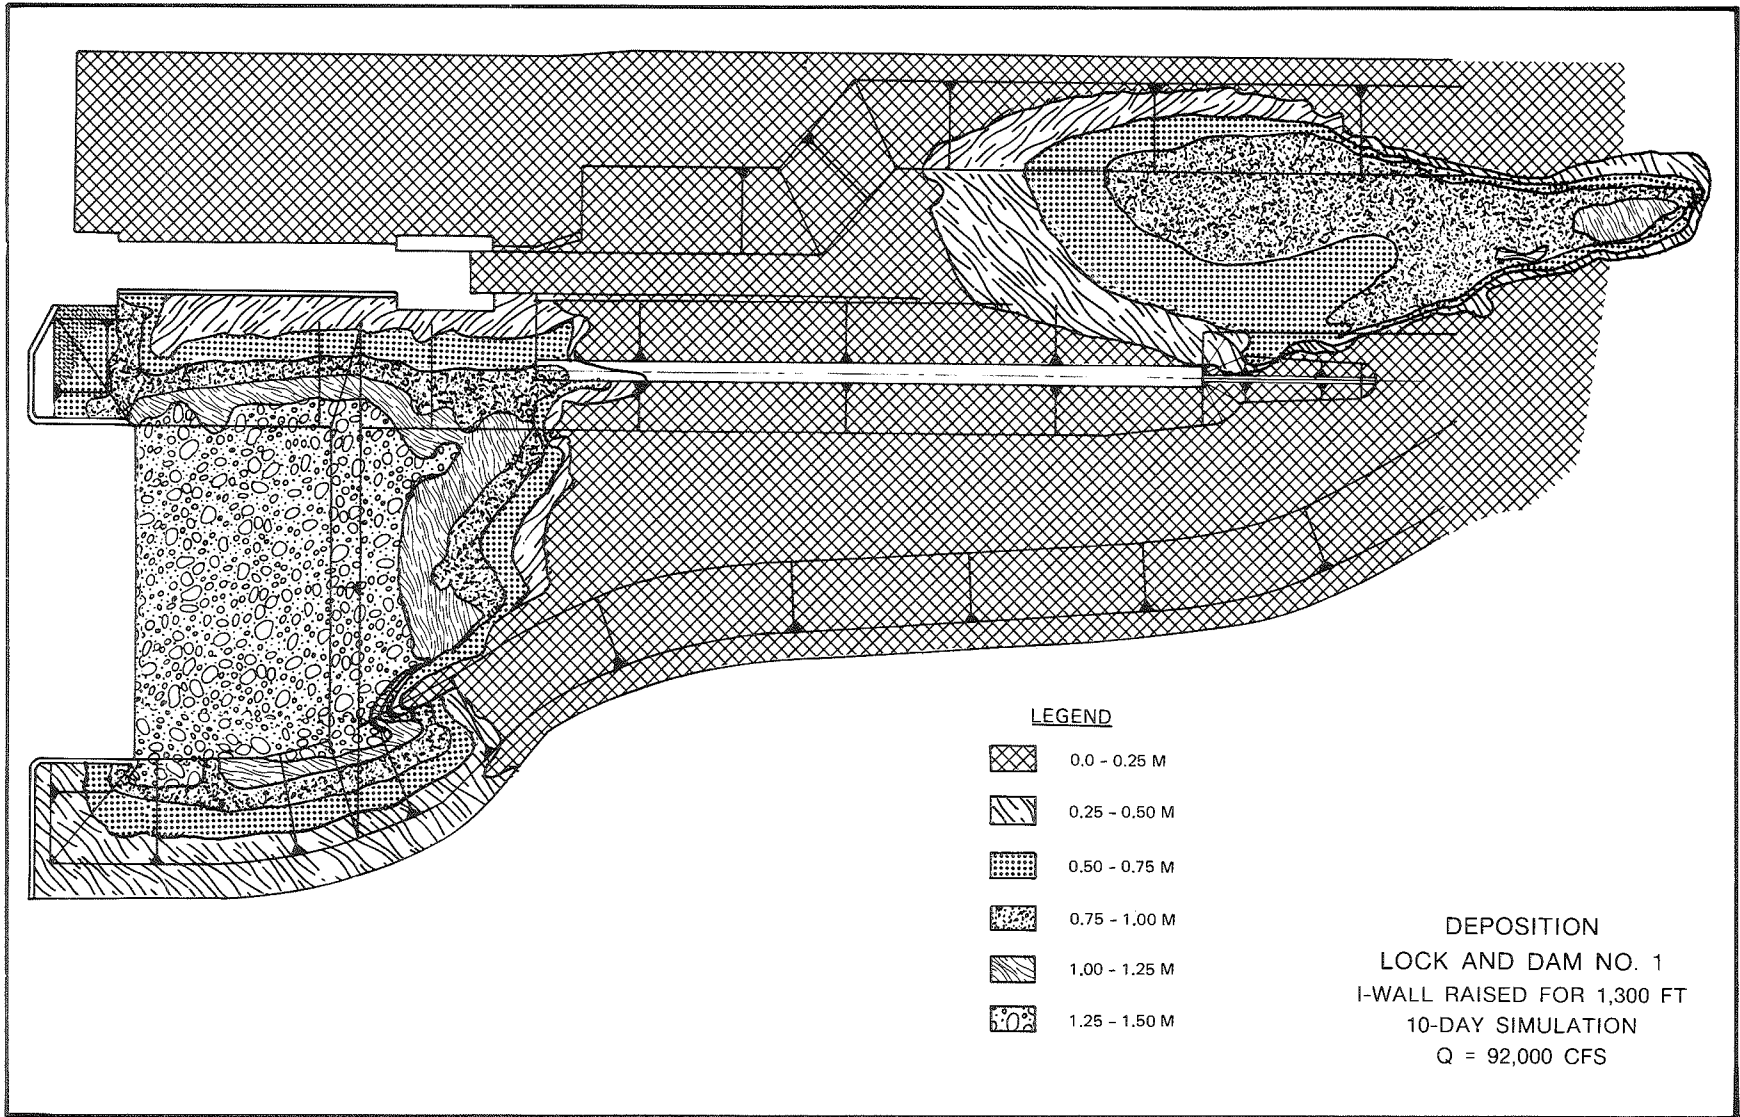 LEGEND
0.0 - 0.25 M
0.25 - 0.50 M
0.50 - 0.75 M
0.75 - 1.00 M
1.00 - 1.25 M
1.25 - 1.50 M
DEPOSITION
LOCK AND DAM NO. 1
I-WALL RAISED FOR 1,300 FT
10-DAY SIMULATION
Q = 92,000 CFS